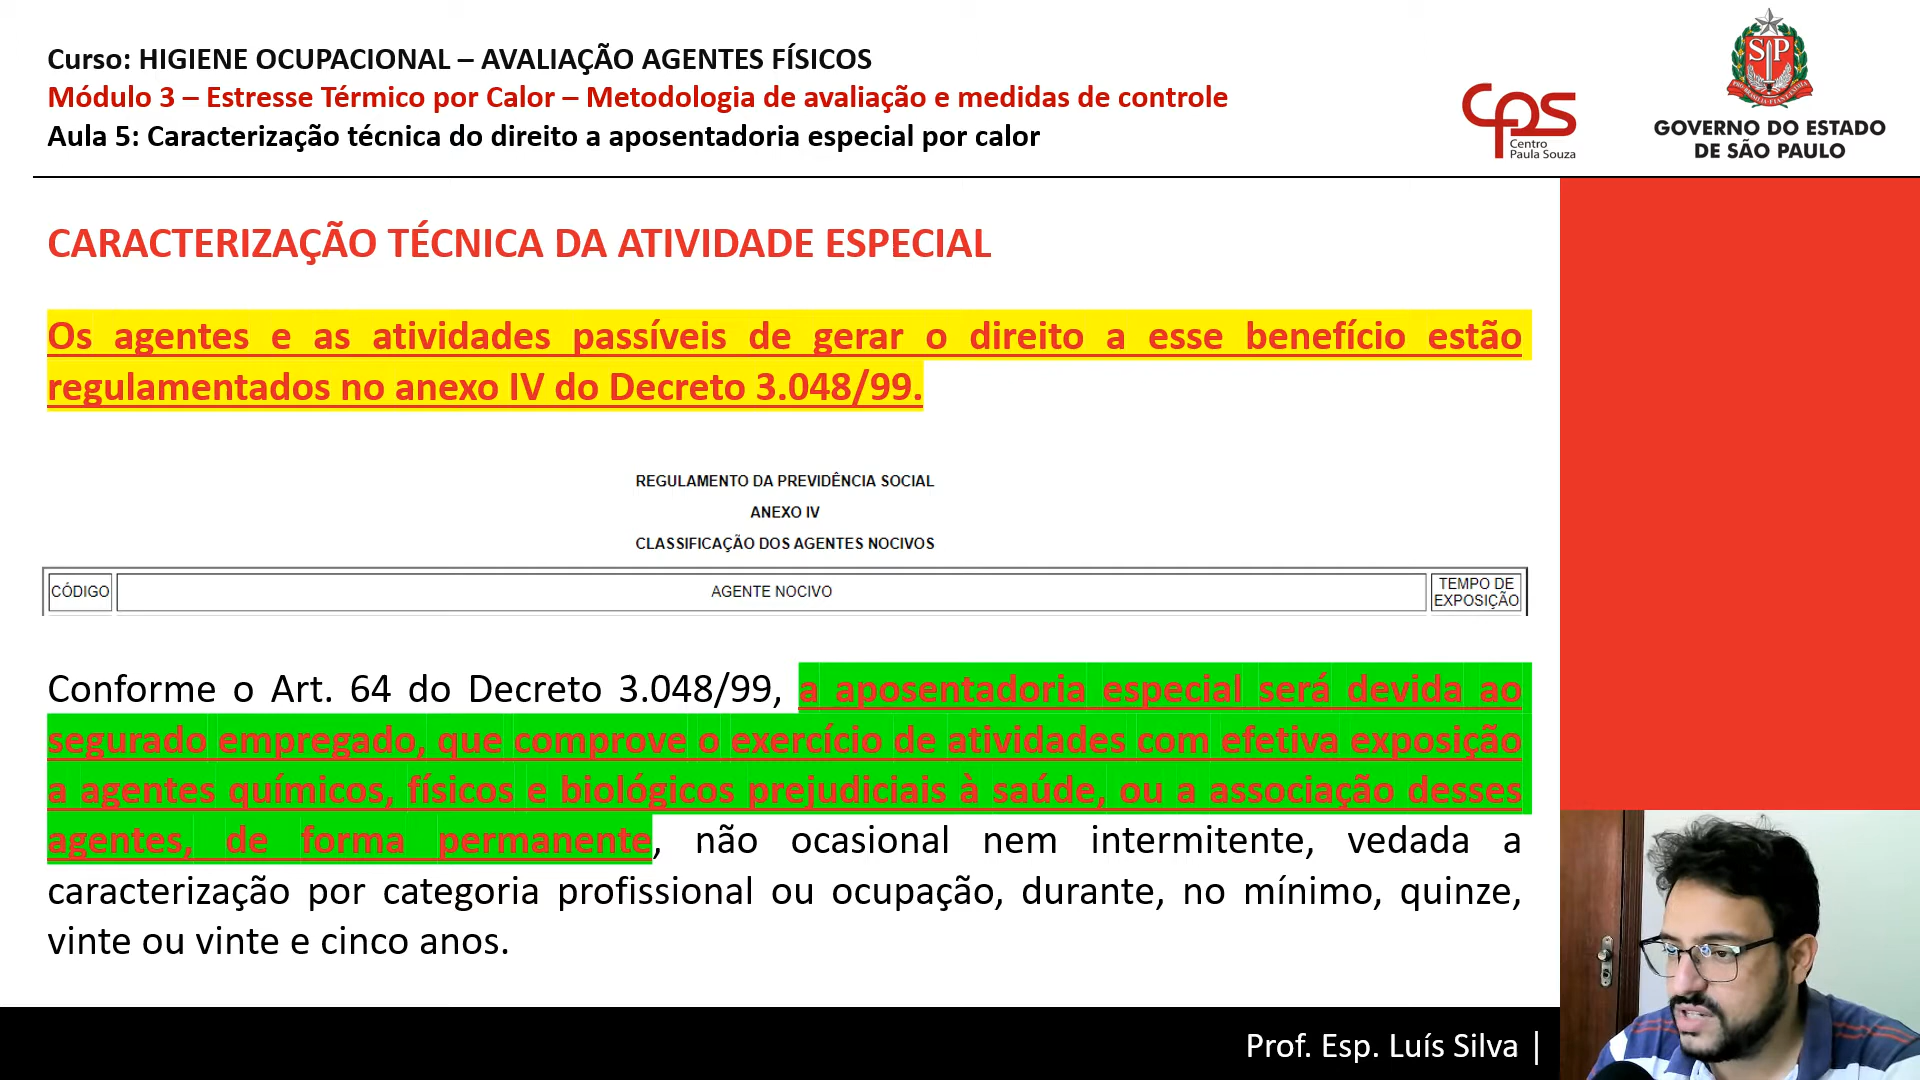 Curso: HIGIENE OCUPACIONAL – AVALIAÇÃO AGENTES FÍSICOS
Módulo 3 – Estresse Térmico por Calor – Metodologia de avaliação e medidas de controle
Aula 5: Caracterização técnica do direito a aposentadoria especial por calor
cps
Centro
Paula Souza
SP
GOVERNO DO ESTADO
DE SÃO PAULO
CARACTERIZAÇÃO TÉCNICA DA ATIVIDADE ESPECIAL
Os agentes e as atividades passíveis de gerar o direito a esse benefício estão
regulamentados no anexo IV do Decreto 3.048/99.
REGULAMENTO DA PREVIDÊNCIA SOCIAL
ANEXO IV
CLASSIFICAÇÃO DOS AGENTES NOCIVOS
CÓDIGO
AGENTE NOCIVO
TEMPO DE
EXPOSIÇÃO
Conforme o Art. 64 do Decreto 3.048/99, a aposentadoria especial será devida ao
segurado empregado, que comprove o exercício de atividades com efetiva exposição
a agentes químicos, físicos e biológicos prejudiciais à saúde, ou a associação desses
agentes, de forma permanente, não ocasional nem intermitente, vedada a
caracterização por categoria profissional ou ocupação, durante, no mínimo, quinze,
vinte ou vinte e cinco anos.
Prof. Esp. Luís Silva |